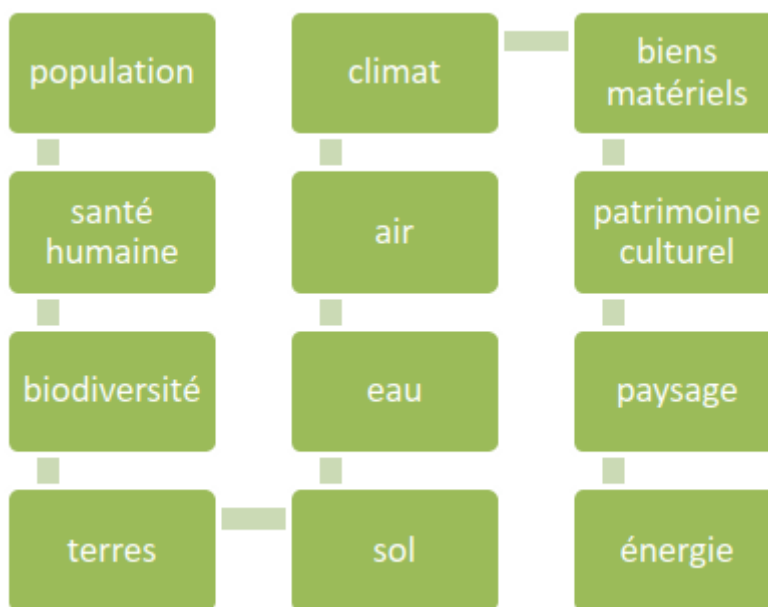 population
santé
humaine
biodiversité
terres
sol
eau
air
climat
biens
matériels
patrimoine
culturel
paysage
énergie